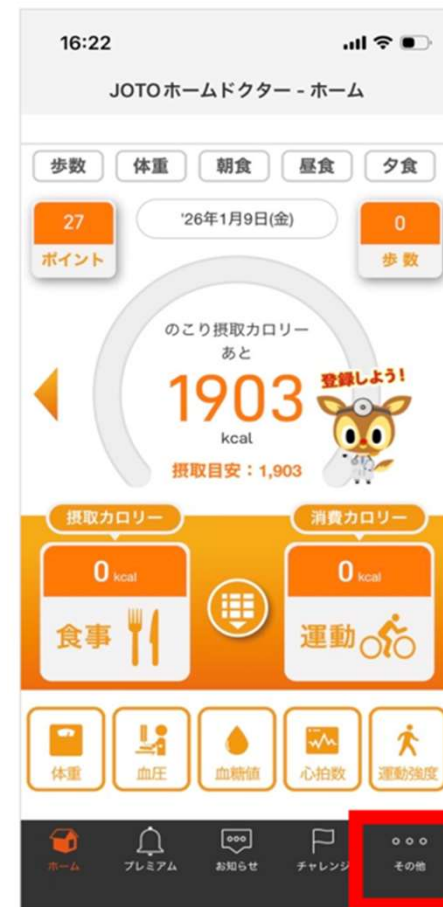 16:22
JOTOホームドクター - ホーム
歩数 体重 朝食 昼食 夕食
27
ポイント
'26年1月9日(金)
0
歩数
のこり摂取カロリー
あと
1903
kcal
登録しよう!
摂取目安：1,903
摂取カロリー
消費カロリー
0 kcal
食事
0 kcal
運動
体重 血圧 血糖値 心拍数 運動強度
ホーム プレミアム お知らせ チャレンジ その他